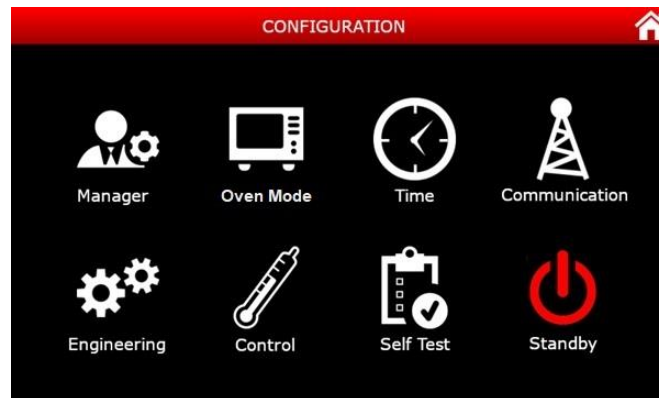 CONFIGURATION
Manager
Oven Mode
Time
Communication
Engineering
Control
Self Test
Standby